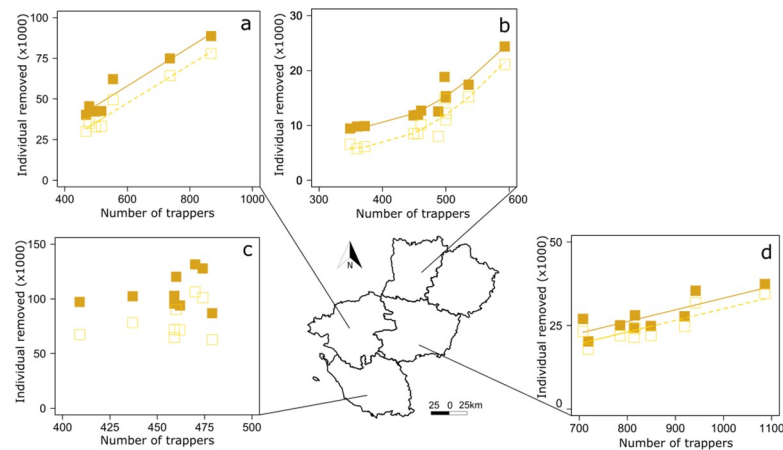 a
Individual removed (x1000)
100
75
50
25
0
400
600
800
1000
Number of trappers
b
Individual removed (x1000)
30
20
10
0
300
400
500
600
Number of trappers
c
Individual removed (x1000)
150
100
50
0
400
425
450
475
500
Number of trappers
N
25 0 25km
d
Individual removed (x1000)
50
25
0
700
800
900
1000
1100
Number of trappers